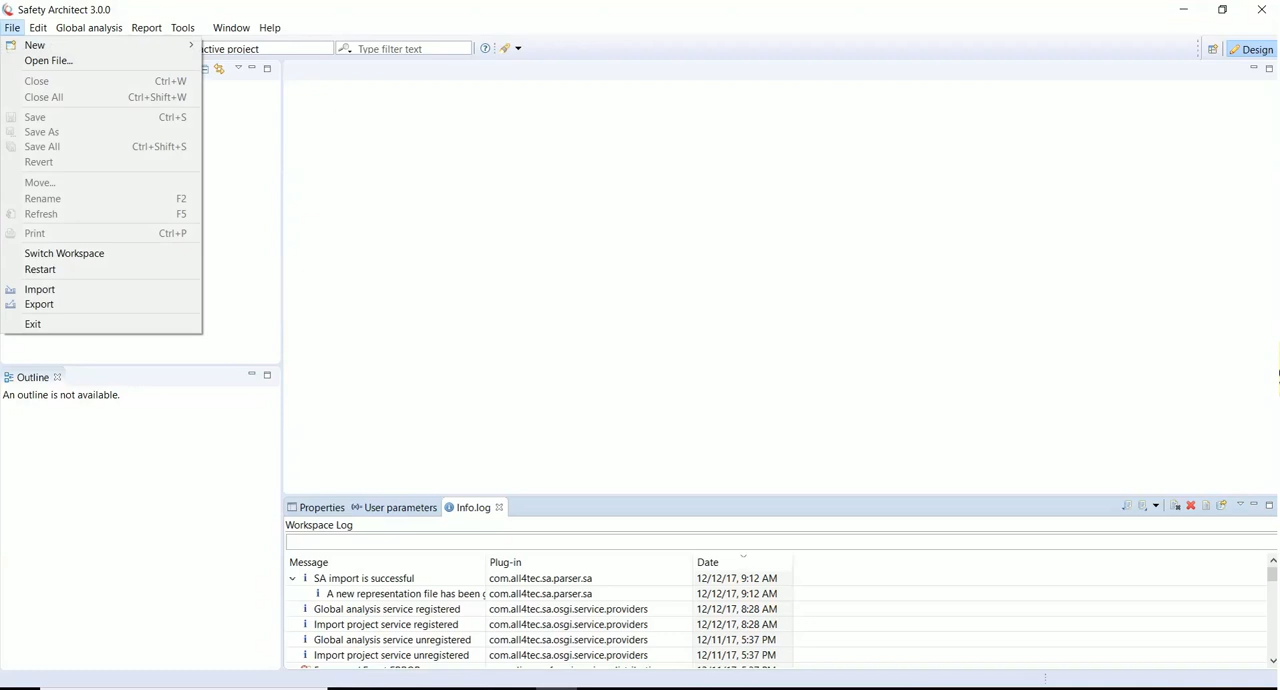 Safety Architect 3.0.0
File Edit Global analysis Report Tools Window Help
New
Open File...
Close Ctrl+W
Close All Ctrl+Shift+W
Save Ctrl+S
Save As
Save All Ctrl+Shift+S
Revert
Move...
Rename F2
Refresh F5
Print Ctrl+P
Switch Workspace
Restart
Import
Export
Exit
ctive project Type filter text Design
Outline
An outline is not available.
Properties User parameters Info.log
Workspace Log
Message Plug-in Date
SA import is successful com.all4tec.sa.parser.sa 12/12/17, 9:12 AM
A new representation file has been com.all4tec.sa.parser.sa 12/12/17, 9:12 AM
Global analysis service registered com.all4tec.sa.osgi.service.providers 12/12/17, 8:28 AM
Import project service registered com.all4tec.sa.osgi.service.providers 12/12/17, 8:28 AM
Global analysis service unregistered com.all4tec.sa.osgi.service.providers 12/11/17, 5:37 PM
Import project service unregistered com.all4tec.sa.osgi.service.providers 12/11/17, 5:37 PM